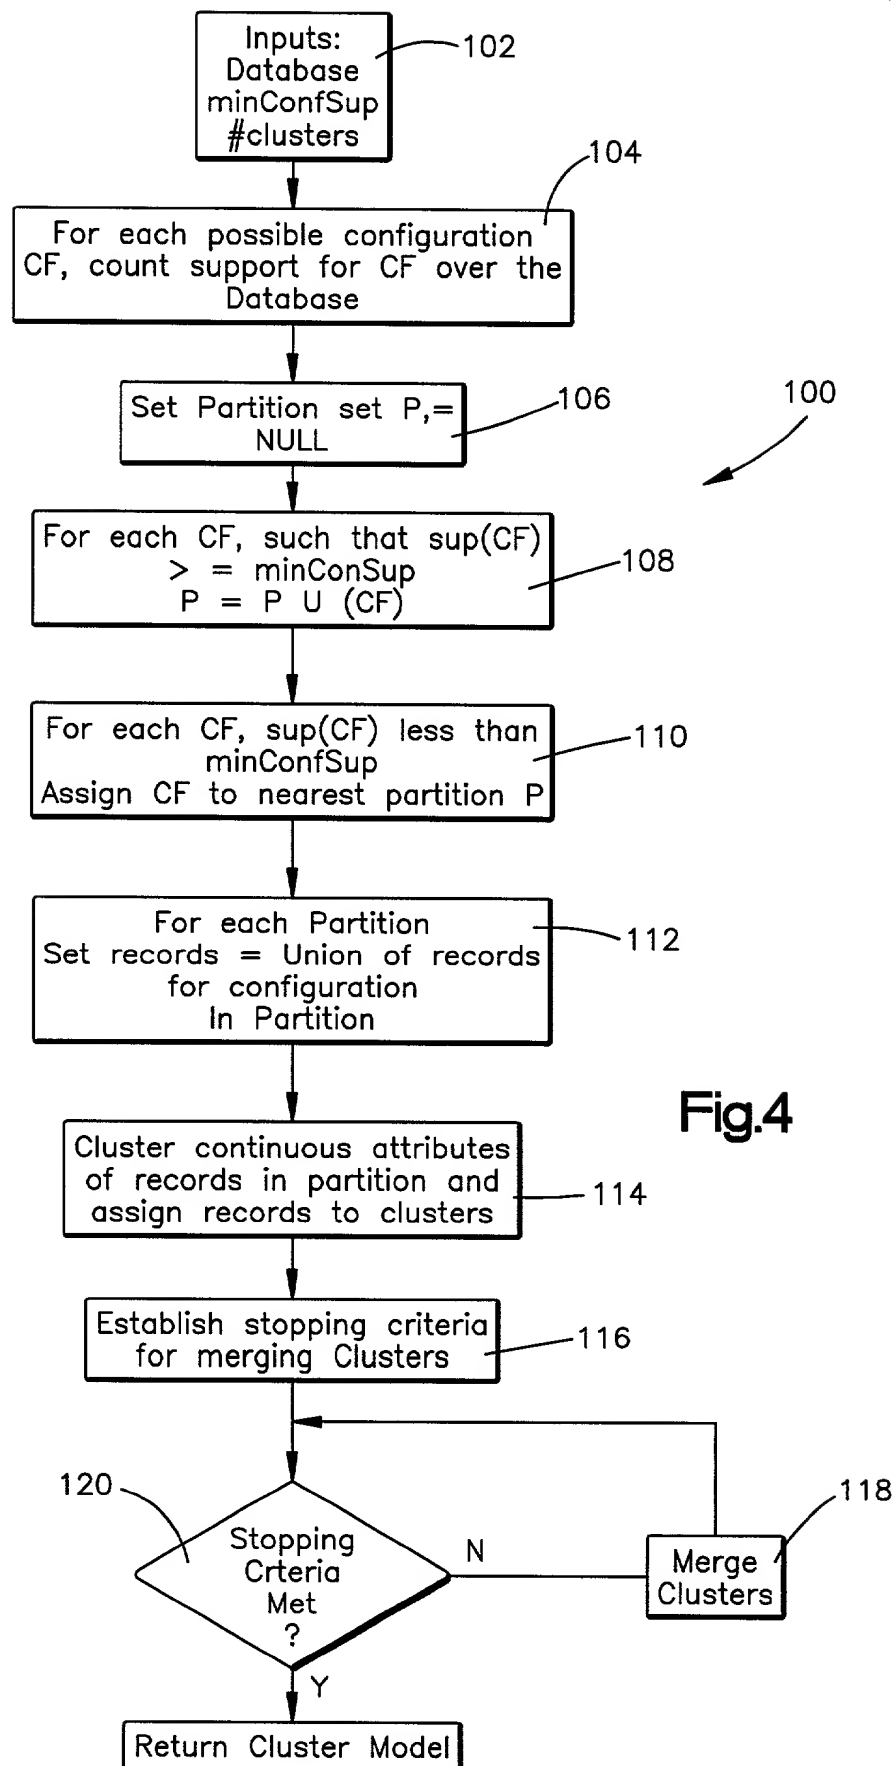 Inputs:
Database
minConfSup
#clusters
102
104
For each possible configuration
CF, count support for CF over the
Database
Set Partition set P,=
NULL
106
100
For each CF, such that sup(CF)
> = minConSup
P = P U (CF)
108
For each CF, sup(CF) less than
minConfSup
Assign CF to nearest partition P
110
For each Partition
Set records = Union of records
for configuration
In Partition
112
Fig.4
Cluster continuous attributes
of records in partition and
assign records to clusters
114
Establish stopping criteria
for merging Clusters
116
120
Stopping
Crteria
Met
?
N
Merge
Clusters
118
Y
Return Cluster Model